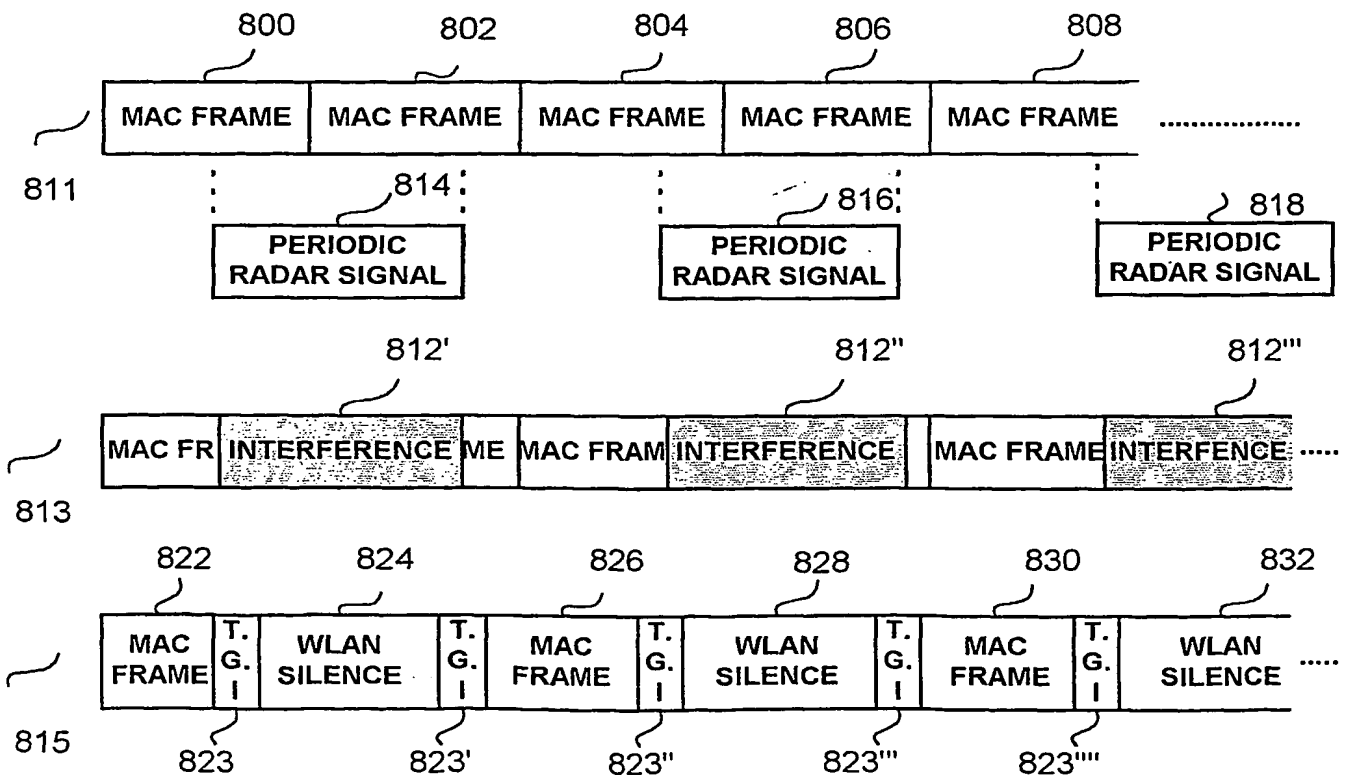 800 802 804 806 808
MAC FRAME MAC FRAME MAC FRAME MAC FRAME MAC FRAME ..................
811
814 816 818
PERIODIC RADAR SIGNAL
PERIODIC RADAR SIGNAL
PERIODIC RADAR SIGNAL
812' 812" 812'"
MAC FR INTERFERENCE ME MAC FRAM INTERFERENCE MAC FRAME INTERFENCE .....
813
822 824 826 828 830 832
MAC FRAME T. G. I WLAN SILENCE T. G. I MAC FRAME T. G. I WLAN SILENCE T. G. I MAC FRAME T. G. I WLAN SILENCE .....
815
823 823' 823" 823'" 823""